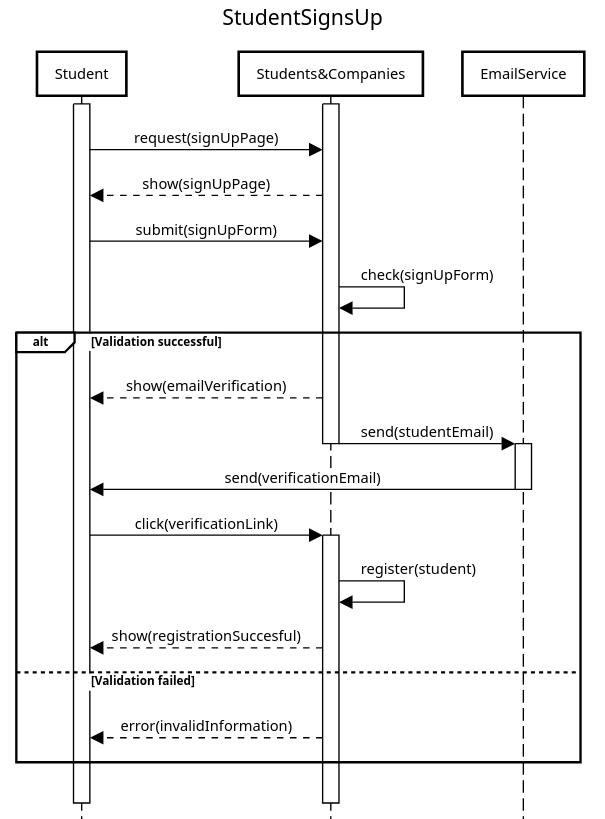 StudentSignsUp
Student
Students&Companies
EmailService
request(signUpPage)
show(signUpPage)
submit(signUpForm)
check(signUpForm)
alt
[Validation successful]
show(emailVerification)
send(studentEmail)
send(verificationEmail)
click(verificationLink)
register(student)
show(registrationSuccesful)
[Validation failed]
error(invalidInformation)